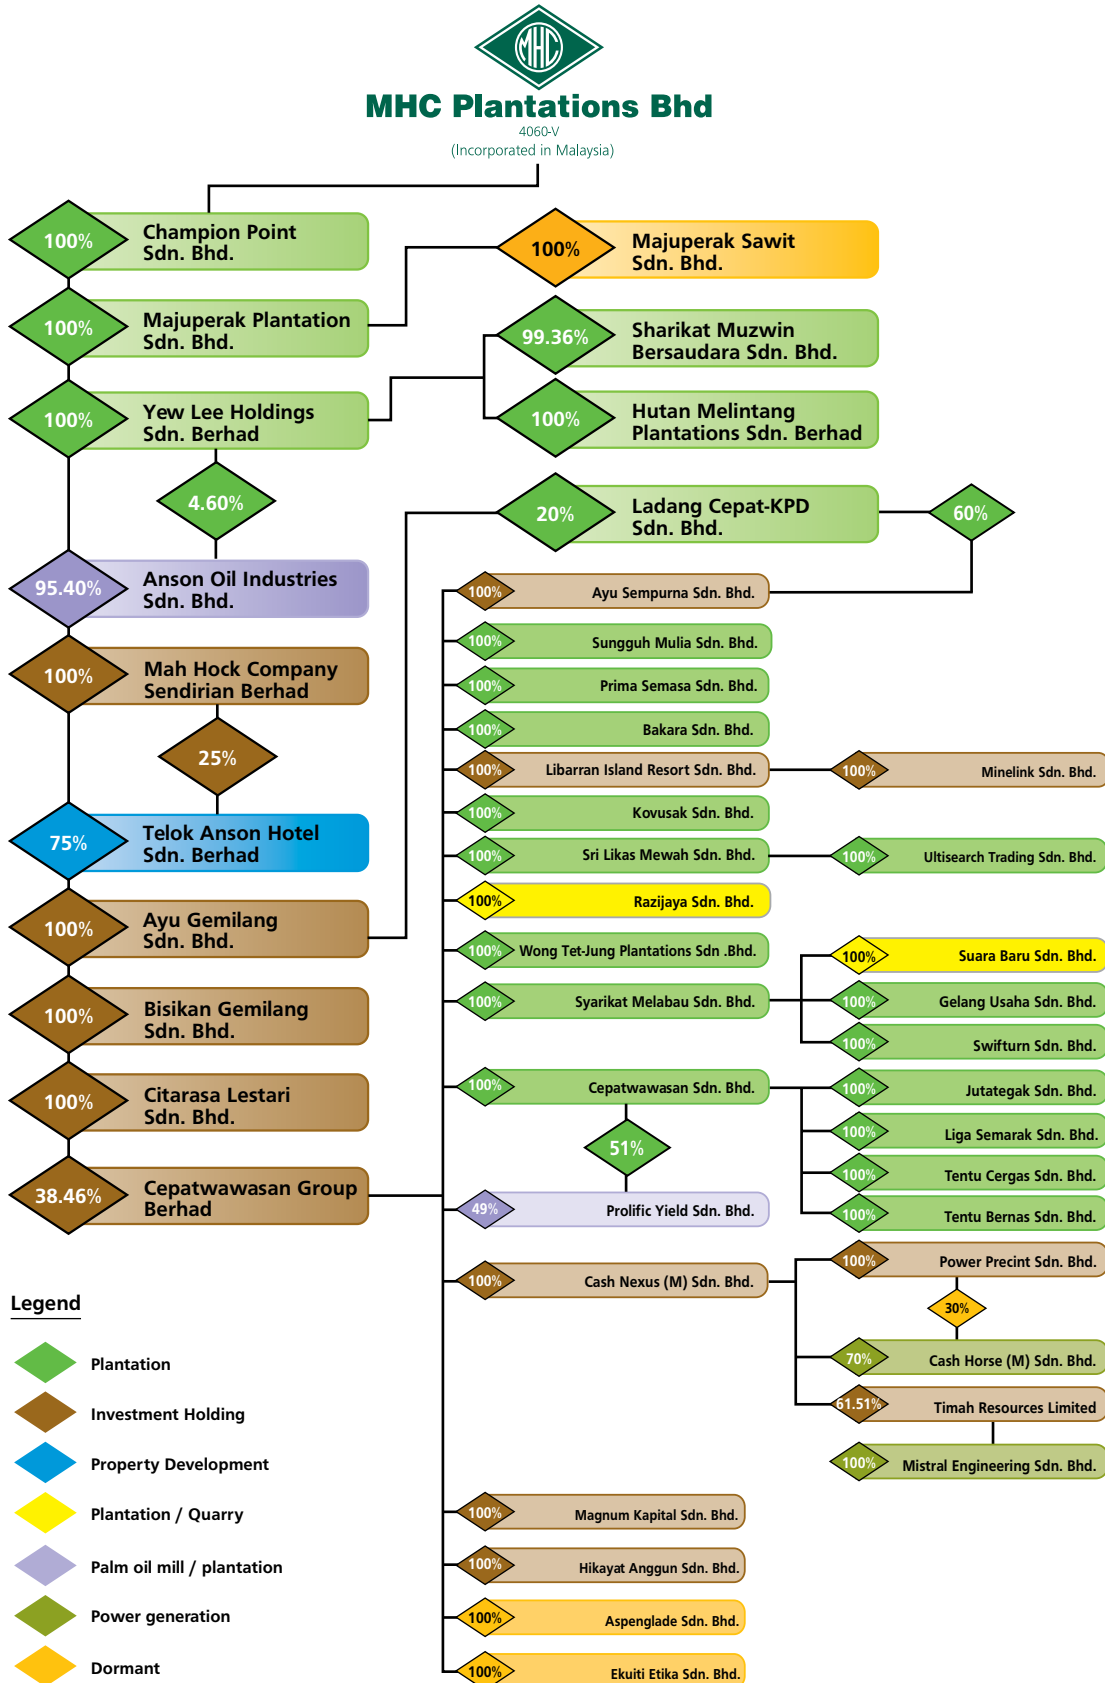 MHC
MHC Plantations Bhd
4060-V
(Incorporated in Malaysia)
100%
Champion Point
Sdn. Bhd.
100%
Majuperak Sawit
Sdn. Bhd.
100%
Majuperak Plantation
Sdn. Bhd.
99.36%
Sharikat Muzwin
Bersaudara Sdn. Bhd.
100%
Yew Lee Holdings
Sdn. Berhad
100%
Hutan Melintang
Plantations Sdn. Berhad
4.60%
20%
Ladang Cepat-KPD
Sdn. Bhd.
60%
95.40%
Anson Oil Industries
Sdn. Bhd.
100%
Mah Hock Company
Sendirian Berhad
25%
75%
Telok Anson Hotel
Sdn. Berhad
100%
Ayu Gemilang
Sdn. Bhd.
100%
Bisikan Gemilang
Sdn. Bhd.
100%
Citarasa Lestari
Sdn. Bhd.
38.46%
Cepatwawasan Group
Berhad
100%
Ayu Sempurna Sdn. Bhd.
100%
Sungguh Mulia Sdn. Bhd.
100%
Prima Semasa Sdn. Bhd.
100%
Bakara Sdn. Bhd.
100%
Libarran Island Resort Sdn. Bhd.
100%
Minelink Sdn. Bhd.
100%
Kovusak Sdn. Bhd.
100%
Sri Likas Mewah Sdn. Bhd.
100%
Ultisearch Trading Sdn. Bhd.
100%
Razijaya Sdn. Bhd.
100%
Wong Tet-Jung Plantations Sdn .Bhd.
100%
Suara Baru Sdn. Bhd.
100%
Syarikat Melabau Sdn. Bhd.
100%
Gelang Usaha Sdn. Bhd.
100%
Swifturn Sdn. Bhd.
100%
Cepatwawasan Sdn. Bhd.
100%
Jutategak Sdn. Bhd.
51%
100%
Liga Semarak Sdn. Bhd.
100%
Tentu Cergas Sdn. Bhd.
49%
Prolific Yield Sdn. Bhd.
100%
Tentu Bernas Sdn. Bhd.
100%
Cash Nexus (M) Sdn. Bhd.
100%
Power Precint Sdn. Bhd.
30%
70%
Cash Horse (M) Sdn. Bhd.
61.51%
Timah Resources Limited
100%
Mistral Engineering Sdn. Bhd.
100%
Magnum Kapital Sdn. Bhd.
100%
Hikayat Anggun Sdn. Bhd.
100%
Aspenglade Sdn. Bhd.
100%
Ekuiti Etika Sdn. Bhd.
Legend
Plantation
Investment Holding
Property Development
Plantation / Quarry
Palm oil mill / plantation
Power generation
Dormant